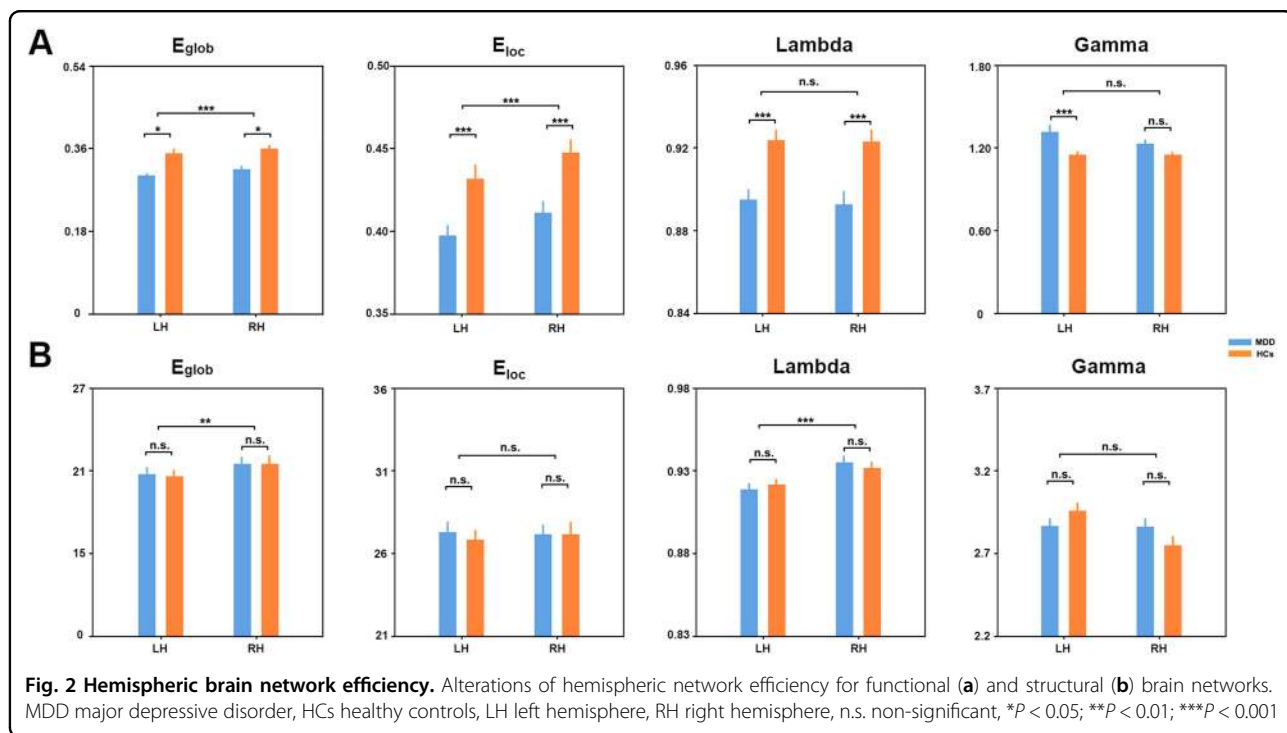 A
E_glob
0.54
0.36
0.18
0
***
*
*
LH RH
E_loc
0.50
0.45
0.40
0.35
***
***
***
LH RH
Lambda
0.96
0.92
0.88
0.84
n.s.
***
***
LH RH
Gamma
1.80
1.20
0.60
0
n.s.
***
n.s.
LH RH
MDD
HCs
B
E_glob
27
21
15
0
**
n.s.
n.s.
LH RH
E_loc
36
31
26
21
n.s.
n.s.
n.s.
LH RH
Lambda
0.98
0.93
0.88
0.83
***
n.s.
n.s.
LH RH
Gamma
3.7
3.2
2.7
2.2
n.s.
n.s.
n.s.
LH RH
Fig. 2 Hemispheric brain network efficiency. Alterations of hemispheric network efficiency for functional (a) and structural (b) brain networks.
MDD major depressive disorder, HCs healthy controls, LH left hemisphere, RH right hemisphere, n.s. non-significant, *P < 0.05; **P < 0.01; ***P < 0.001